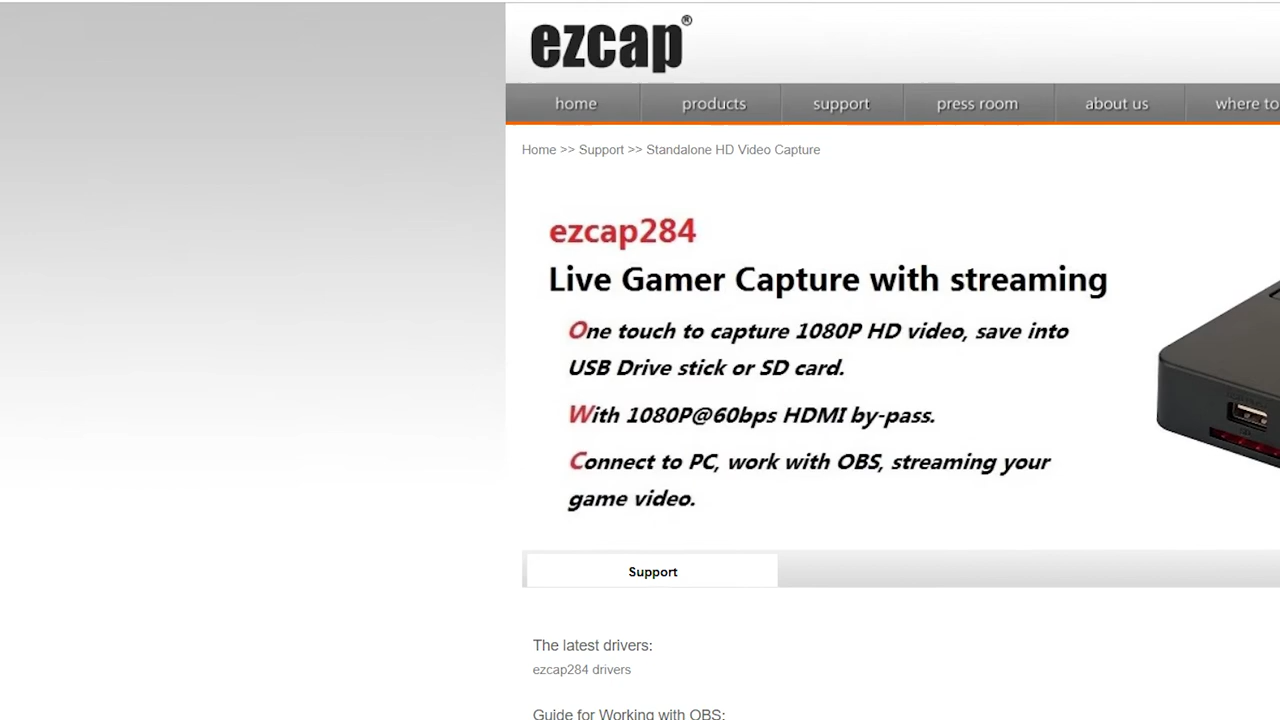 ezcap®
home products support press room about us where to
Home >> Support >> Standalone HD Video Capture
ezcap284
Live Gamer Capture with streaming
One touch to capture 1080P HD video, save into
USB Drive stick or SD card.
With 1080P@60bps HDMI by-pass.
Connect to PC, work with OBS, streaming your
game video.
Support
The latest drivers:
ezcap284 drivers
Guide for Working with OBS: